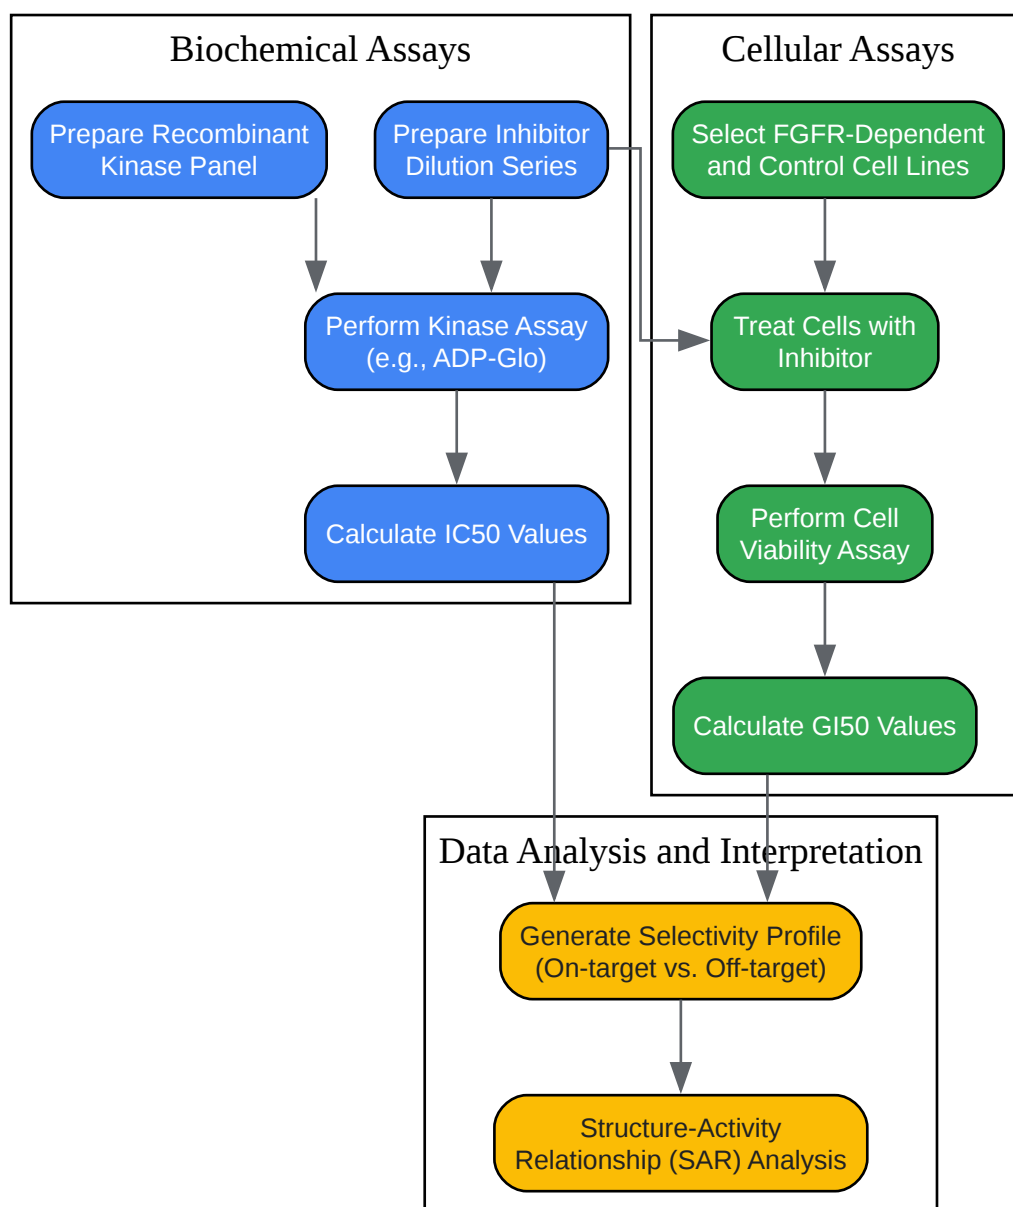 Biochemical Assays
Prepare Recombinant
Kinase Panel
Prepare Inhibitor
Dilution Series
Perform Kinase Assay
(e.g., ADP-Glo)
Calculate IC50 Values
Cellular Assays
Select FGFR-Dependent
and Control Cell Lines
Treat Cells with
Inhibitor
Perform Cell
Viability Assay
Calculate GI50 Values
Data Analysis and Interpretation
Generate Selectivity Profile
(On-target vs. Off-target)
Structure-Activity
Relationship (SAR) Analysis